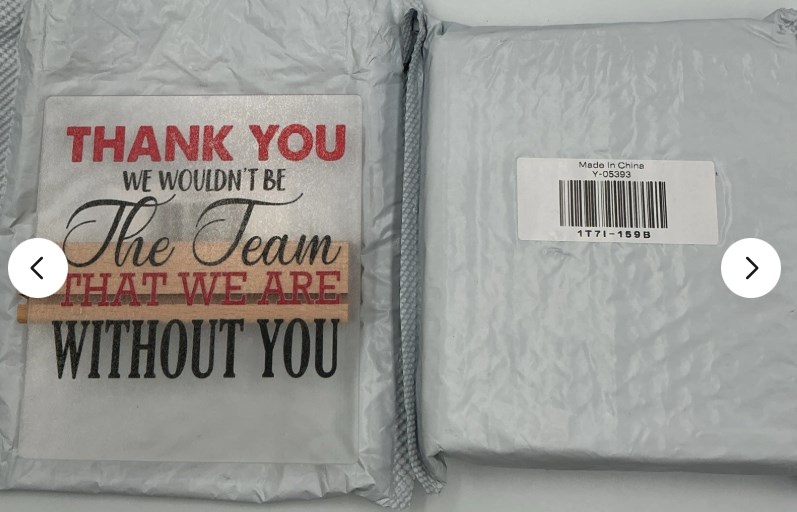 THANK YOU
WE WOULDN'T BE
The Team
THAT WE ARE
WITHOUT YOU
Made In China
Y-05393
1T7I-159B